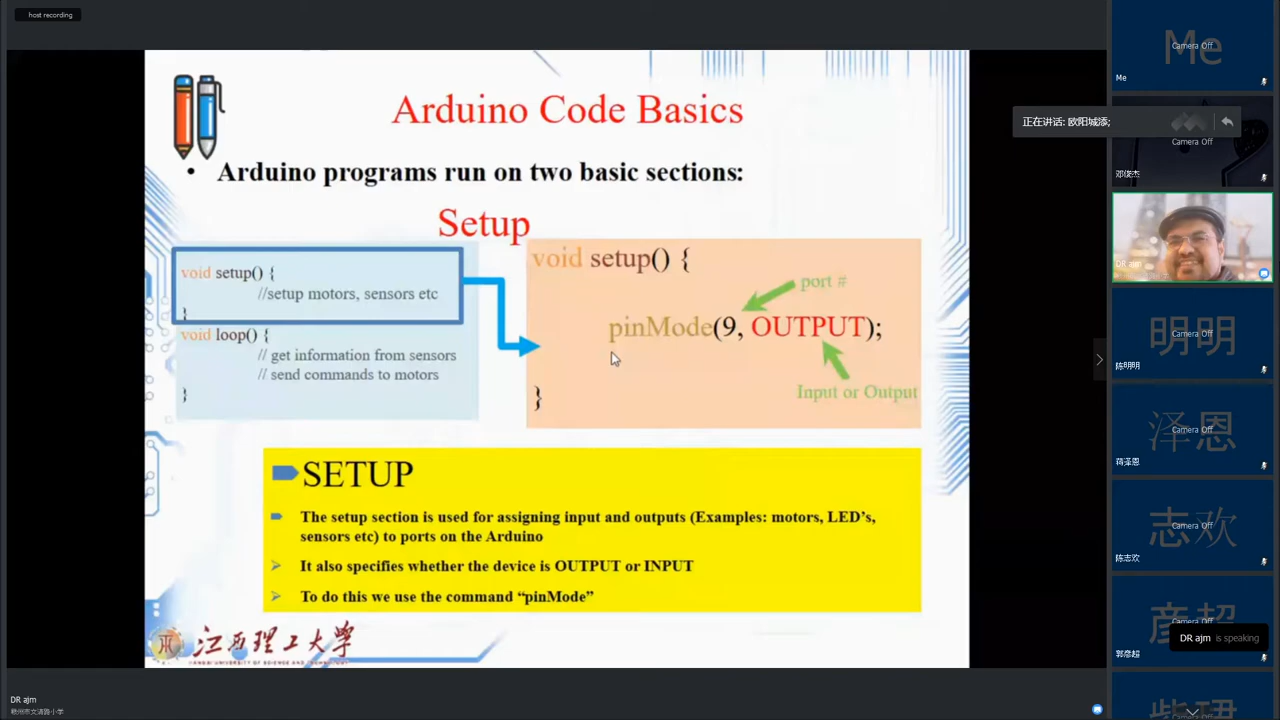 host recording
Arduino Code Basics
• Arduino programs run on two basic sections:
Setup
void setup() {
//setup motors, sensors etc
}
void loop() {
// get information from sensors
// send commands to motors
}
void setup() {
port #
pinMode(9, OUTPUT);
Input or Output
}
SETUP
The setup section is used for assigning input and outputs (Examples: motors, LED's,
sensors etc) to ports on the Arduino
It also specifies whether the device is OUTPUT or INPUT
To do this we use the command “pinMode”
江西理工大学
DR ajm
赣州市文清路小学
Me
Camera Off
Me
正在讲话: 欧阳城添;
Camera Off
邓俊杰
DR ajm
明明
Camera Off
陈明明
泽恩
Camera Off
蒋泽恩
志欢
Camera Off
陈志欢
彦超
Camera Off
DR ajm is speaking
郭彦超
Camera Off